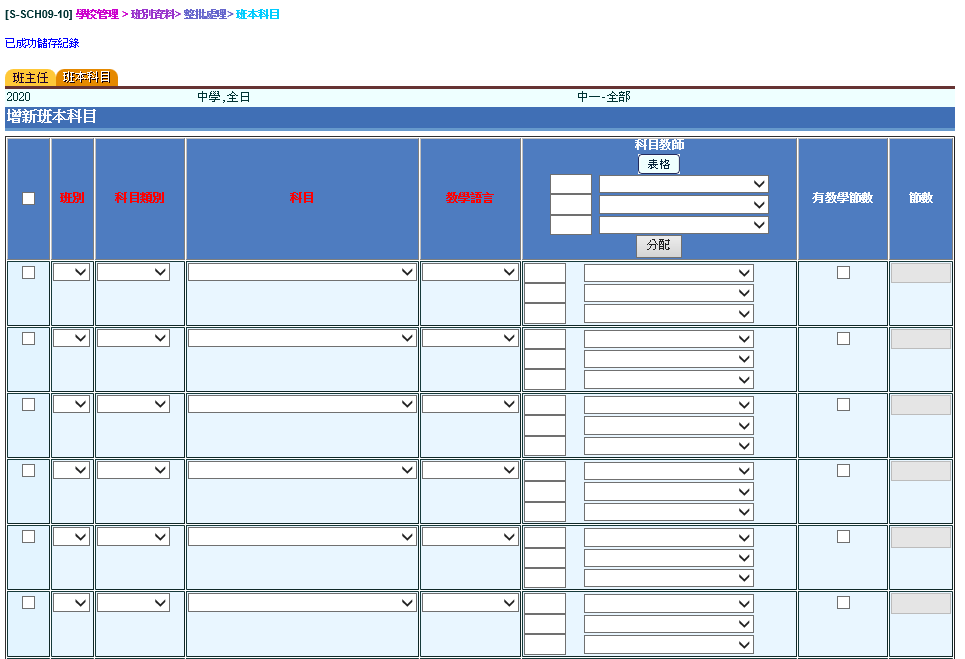 [S-SCH09-10] 學校管理 > 班別資料> 整批處理> 班本科目
已成功儲存紀錄
班主任 班本科目
2020 中學,全日 中一-全部
增新班本科目
班別 科目類別 科目 教學語言 科目教師 有教學節數 節數
表格
分配